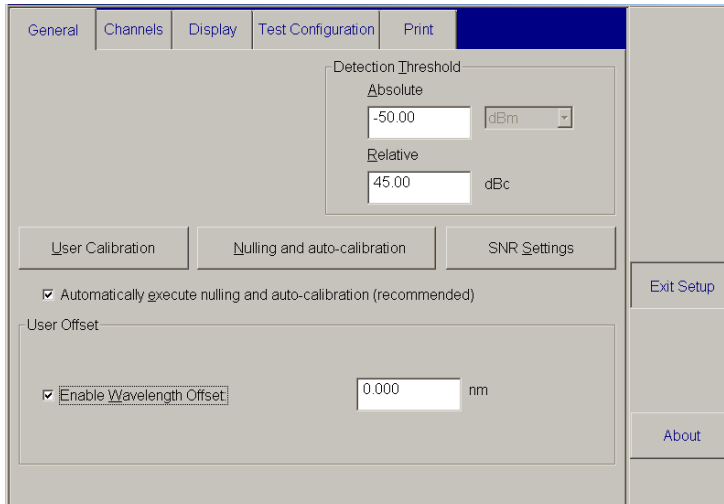 General
Channels
Display
Test Configuration
Print
Detection Threshold
Absolute
-50.00
dBm
Relative
45.00
dBc
User Calibration
Nulling and auto-calibration
SNR Settings
Automatically execute nulling and auto-calibration (recommended)
User Offset
Enable Wavelength Offset:
0.000
nm
Exit Setup
About